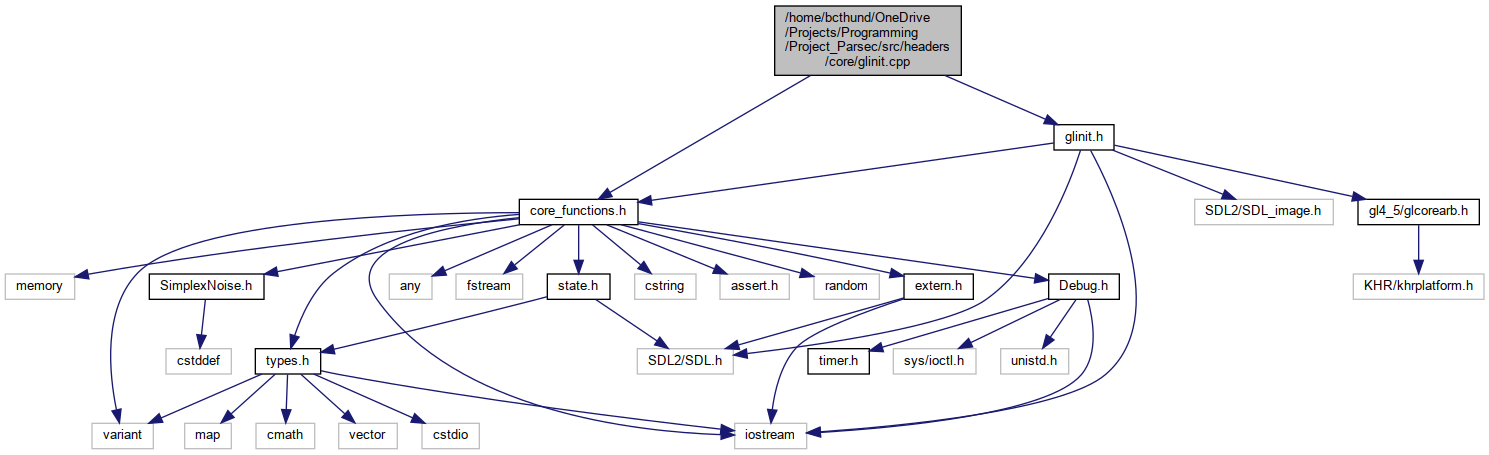 /home/bcthund/OneDrive
/Projects/Programming
/Project_Parsec/src/headers
/core/glinit.cpp
glinit.h
core_functions.h
SDL2/SDL_image.h
gl4_5/glcorearb.h
memory
SimplexNoise.h
any
fstream
state.h
cstring
assert.h
random
extern.h
Debug.h
KHR/khrplatform.h
cstddef
types.h
SDL2/SDL.h
timer.h
sys/ioctl.h
unistd.h
variant
map
cmath
vector
cstdio
iostream